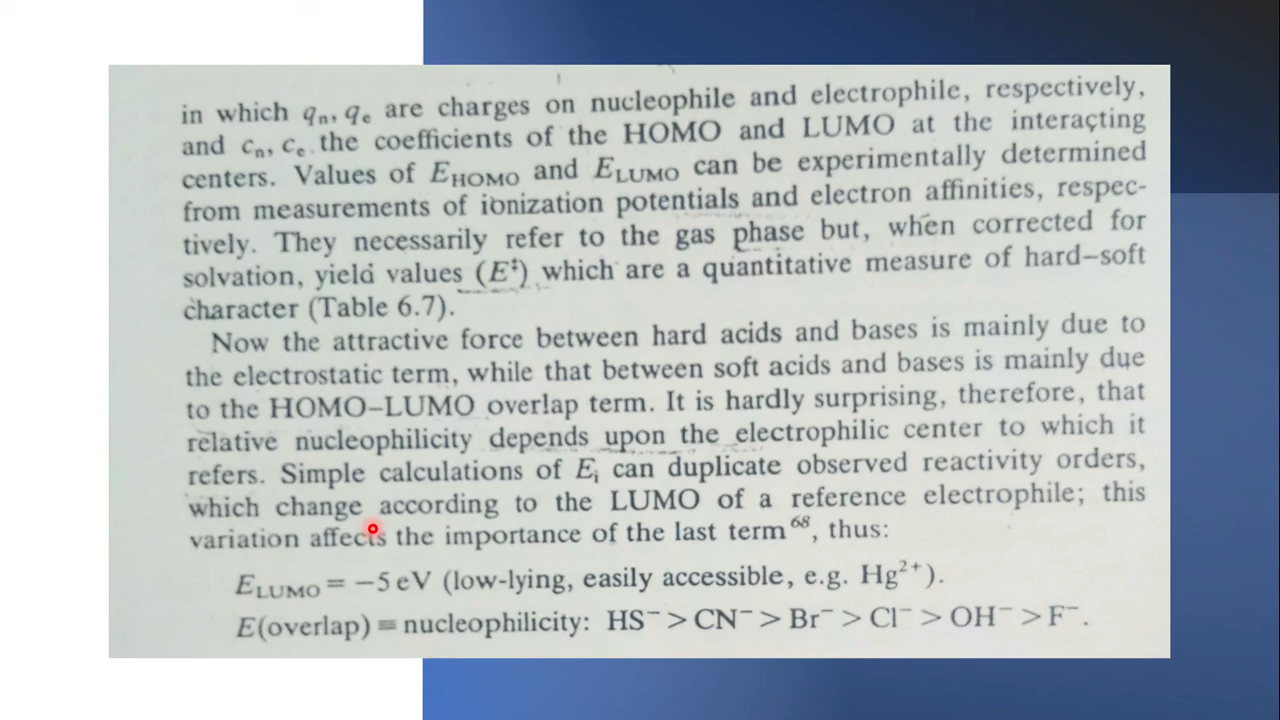 in which qₙ, qₑ are charges on nucleophile and electrophile, respectively,
and cₙ, cₑ the coefficients of the HOMO and LUMO at the interacting
centers. Values of E_HOMO and E_LUMO can be experimentally determined
from measurements of ionization potentials and electron affinities, respec-
tively. They necessarily refer to the gas phase but, when corrected for
solvation, yield values (E‡) which are a quantitative measure of hard–soft
character (Table 6.7).
Now the attractive force between hard acids and bases is mainly due to
the electrostatic term, while that between soft acids and bases is mainly due
to the HOMO–LUMO overlap term. It is hardly surprising, therefore, that
relative nucleophilicity depends upon the electrophilic center to which it
refers. Simple calculations of Eᵢ can duplicate observed reactivity orders,
which change according to the LUMO of a reference electrophile; this
variation affects the importance of the last term⁶⁸, thus:
E_LUMO = −5 eV (low-lying, easily accessible, e.g. Hg²⁺).
E(overlap) ≡ nucleophilicity: HS⁻ > CN⁻ > Br⁻ > Cl⁻ > OH⁻ > F⁻.